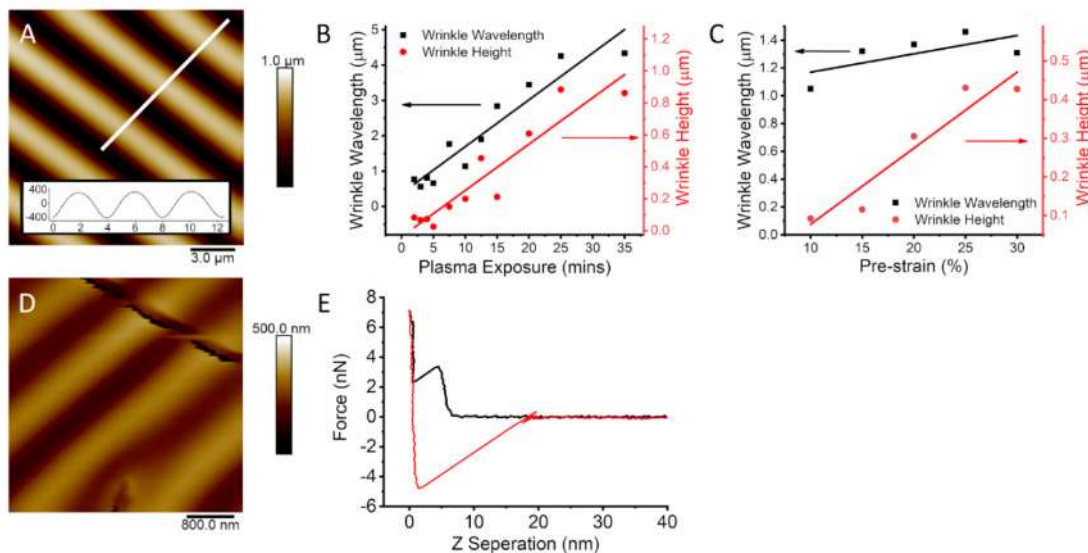 A
1.0 µm
400
0
-400
0 2 4 6 8 10 12
3.0 µm
B
Wrinkle Wavelength (µm)
5
4
3
2
1
0
Wrinkle Wavelength
Wrinkle Height
1.2
1.0
0.8
0.6
0.4
0.2
0.0
Wrinkle Height (µm)
0 5 10 15 20 25 30 35
Plasma Exposure (mins)
C
Wrinkle Wavelength (µm)
1.4
1.2
1.0
0.8
0.6
0.4
0.2
0.0
Wrinkle Wavelength
Wrinkle Height
0.5
0.4
0.3
0.2
0.1
Wrinkle Height (µm)
10 15 20 25 30
Pre-strain (%)
D
500.0 nm
800.0 nm
E
Force (nN)
8
6
4
2
0
-2
-4
-6
0 10 20 30 40
Z Seperation (nm)